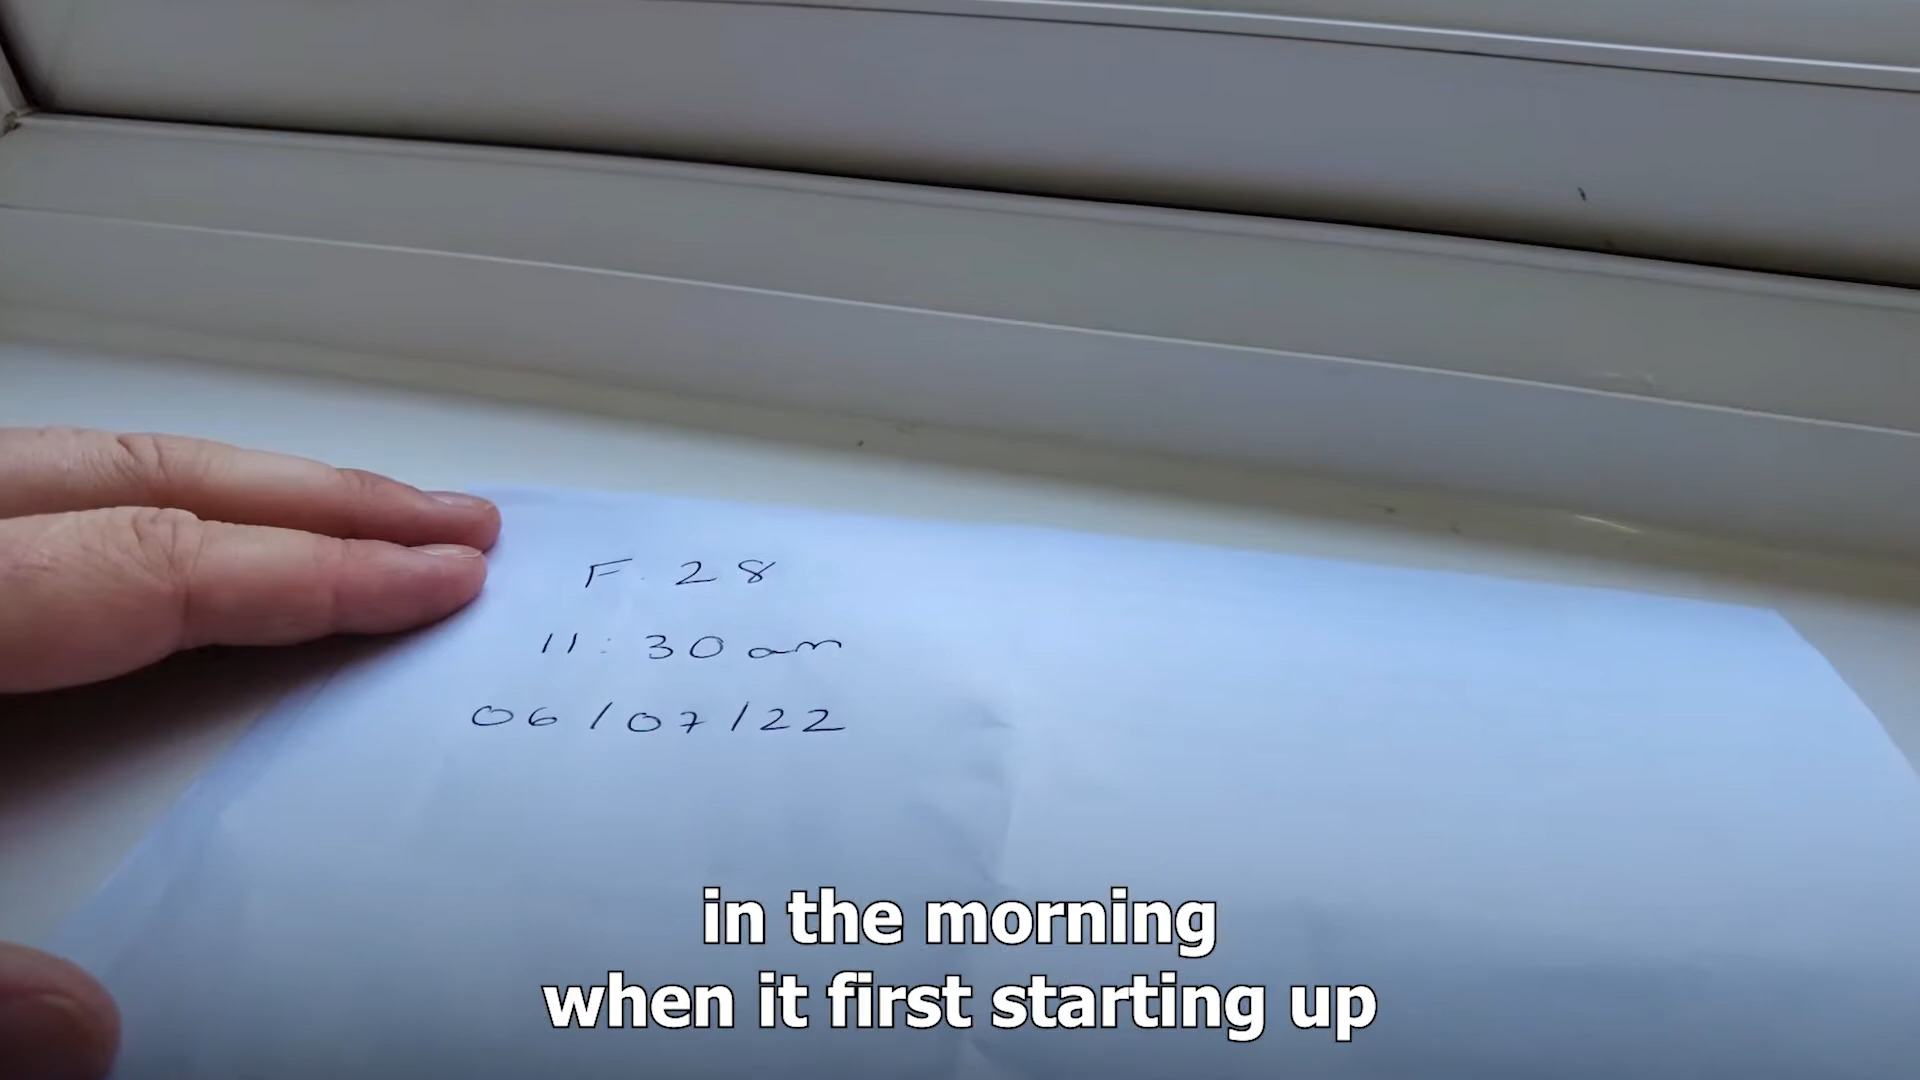 F. 28
11:30am
06/07/22
in the morning
when it first starting up